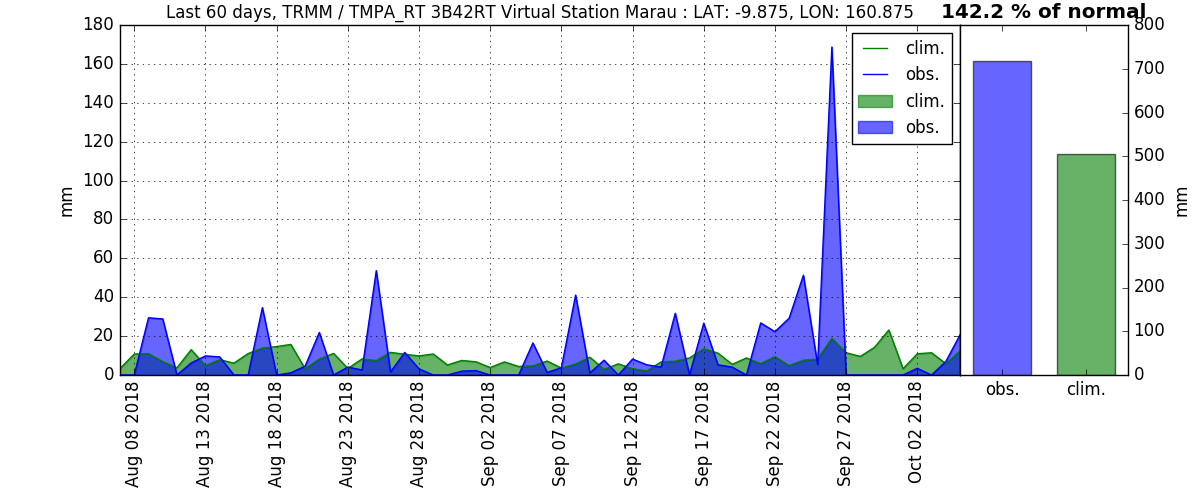 Last 60 days, TRMM / TMPA_RT 3B42RT Virtual Station Marau : LAT: -9.875, LON: 160.875
142.2 % of normal
180
160
140
120
100
80
60
40
20
0
mm
clim.
obs.
clim.
obs.
Aug 08 2018
Aug 13 2018
Aug 18 2018
Aug 23 2018
Aug 28 2018
Sep 02 2018
Sep 07 2018
Sep 12 2018
Sep 17 2018
Sep 22 2018
Sep 27 2018
Oct 02 2018
800
700
600
500
400
300
200
100
0
mm
obs.
clim.